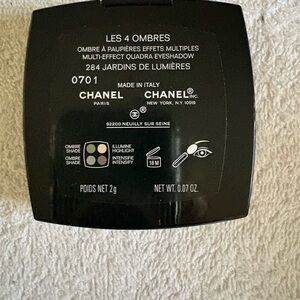 LES 4 OMBRES
OMBRE À PAUPIÈRES EFFETS MULTIPLES
MULTI-EFFECT QUADRA EYESHADOW
284 JARDINS DE LUMIÈRES
0701
MADE IN ITALY
CHANEL CHANEL® INC.
PARIS NEW YORK, N.Y. 10019
®
92200 NEUILLY SUR SEINE
OMBRE SHADE ILLUMINE HIGHLIGHT
OMBRE SHADE INTENSIFIE INTENSIFY
18 M
POIDS NET 2g NET WT. 0.07 OZ.